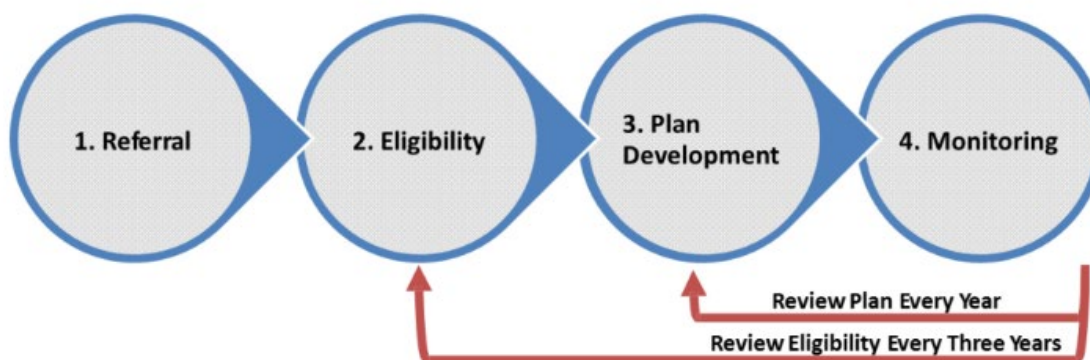 1. Referral
2. Eligibility
3. Plan
Development
4. Monitoring
Review Plan Every Year
Review Eligibility Every Three Years